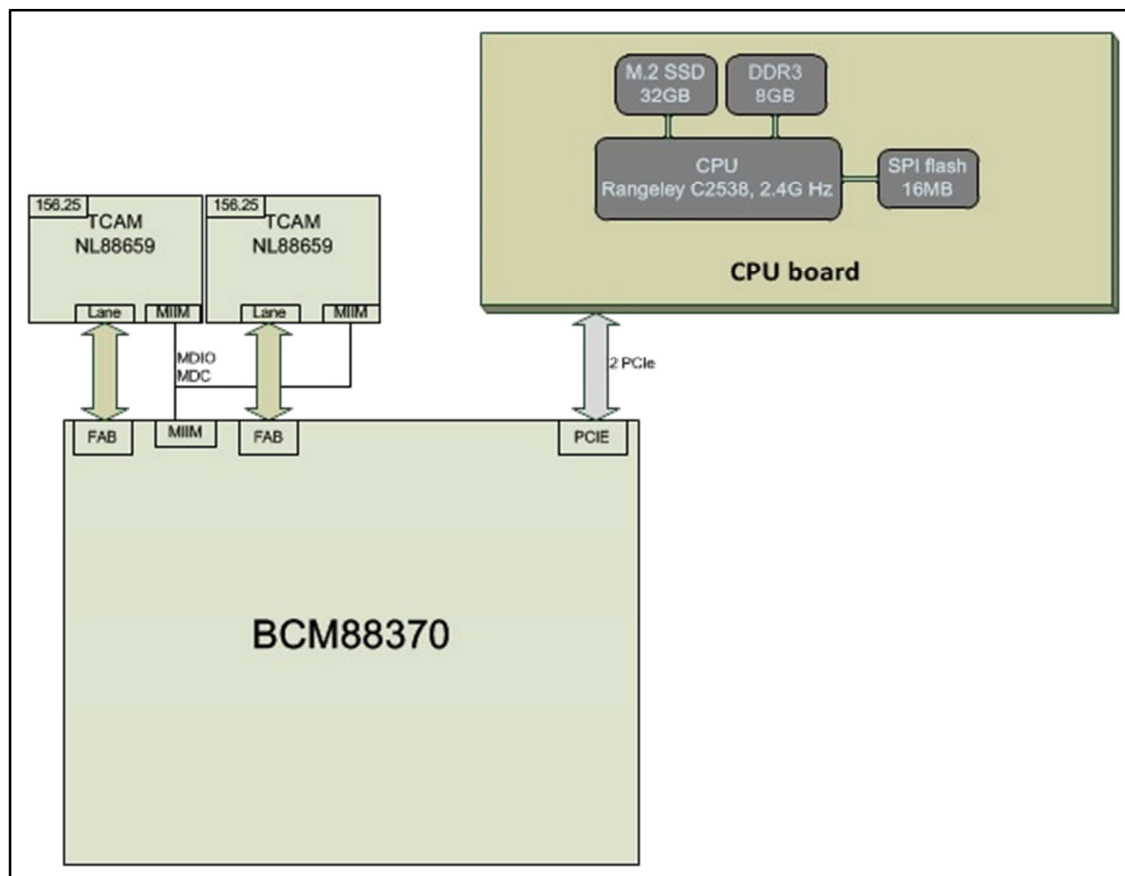 M.2 SSD
32GB
DDR3
8GB
CPU
Rangeley C2538, 2.4G Hz
SPI flash
16MB
CPU board
156.25
TCAM
NL88659
156.25
TCAM
NL88659
Lane
MIIM
Lane
MIIM
MDIO
MDC
2 PCIe
FAB
MIIM
FAB
PCIE
BCM88370